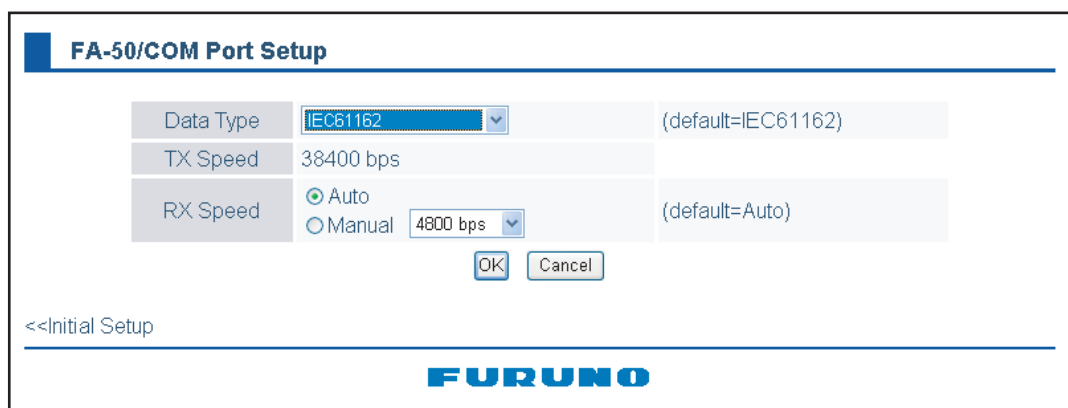 FA-50/COM Port Setup
Data Type IEC61162 (default=IEC61162)
TX Speed 38400 bps
RX Speed Auto
Manual 4800 bps (default=Auto)
OK Cancel
<<Initial Setup
FURUNO